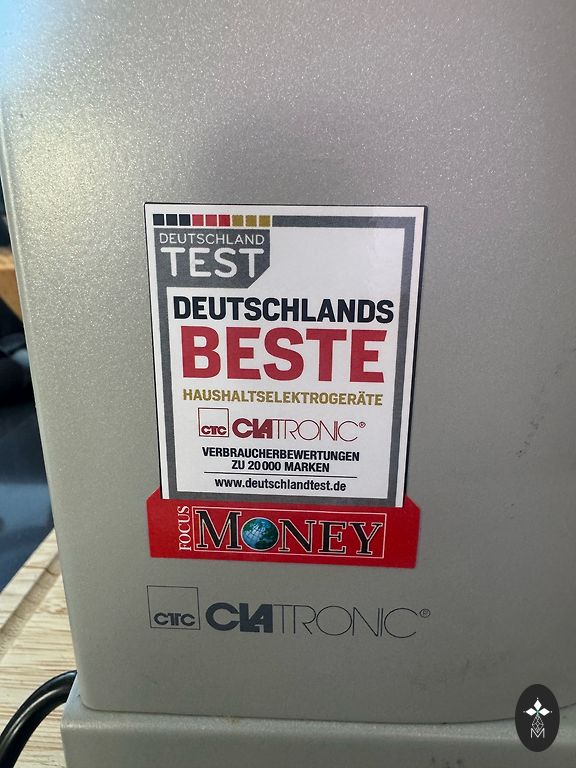 DEUTSCHLAND
TEST
DEUTSCHLANDS
BESTE
HAUSHALTSELEKTROGERÄTE
CTC CLATRONIC®
VERBRAUCHERBEWERTUNGEN
ZU 20 000 MARKEN
www.deutschlandtest.de
FOCUS
MONEY
CTC CLATRONIC®
M